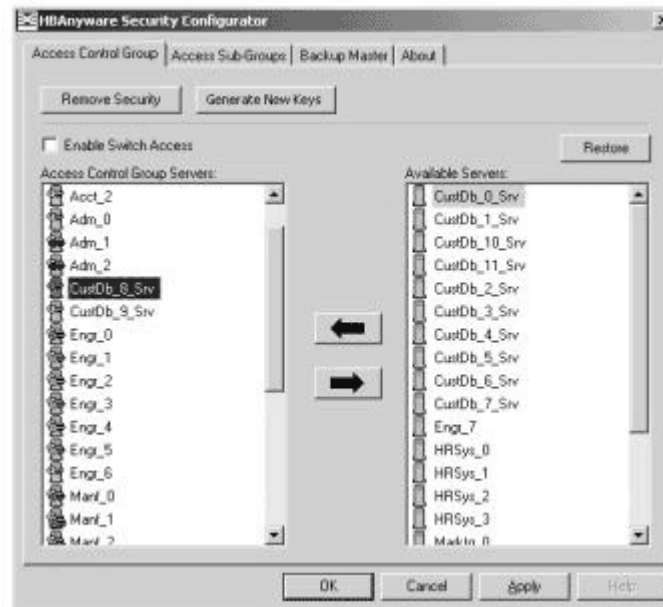 HBAnyware Security Configurator
Access Control Group
Access Sub-Groups
Backup Master
About
Remove Security
Generate New Keys
Enable Switch Access
Restore
Access Control Group Servers:
Acct_2
Adm_0
Adm_1
Adm_2
CustDb_8_Srv
CustDb_9_Srv
Engr_0
Engr_1
Engr_2
Engr_3
Engr_4
Engr_5
Engr_6
Manf_0
Manf_1
Manf_2
Available Servers:
CustDb_0_Srv
CustDb_1_Srv
CustDb_10_Srv
CustDb_11_Srv
CustDb_2_Srv
CustDb_3_Srv
CustDb_4_Srv
CustDb_5_Srv
CustDb_6_Srv
CustDb_7_Srv
Engr_7
HRSys_0
HRSys_1
HRSys_2
HRSys_3
Marktn_0
OK
Cancel
Apply
Help